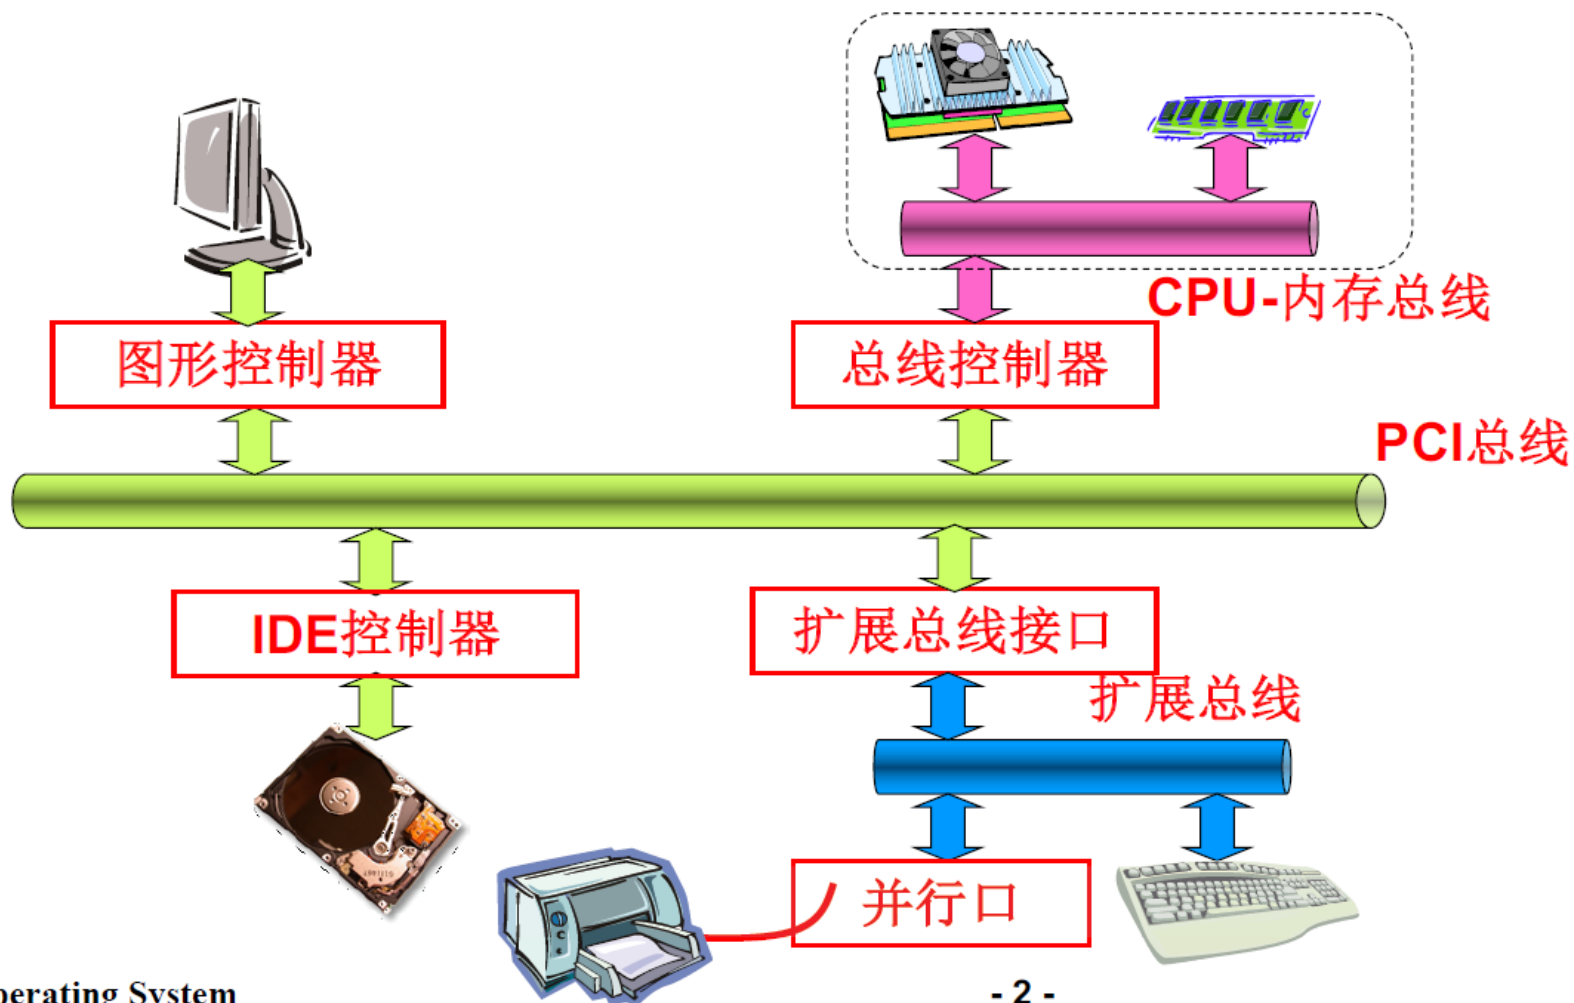 CPU-内存总线
图形控制器
总线控制器
PCI总线
IDE控制器
扩展总线接口
扩展总线
并行口
perating System
- 2 -